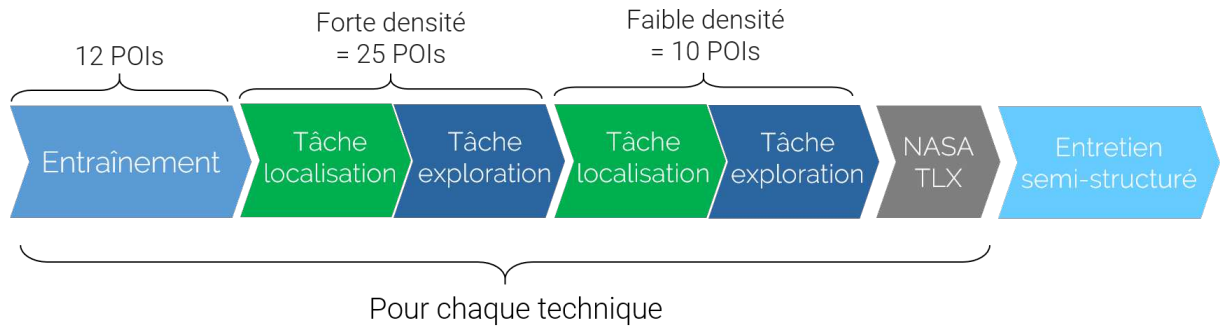 12 POIs
Forte densité
= 25 POIs
Faible densité
= 10 POIs
Entraînement
Tâche
localisation
Tâche
exploration
Tâche
localisation
Tâche
exploration
NASA
TLX
Entretien
semi-structuré
Pour chaque technique